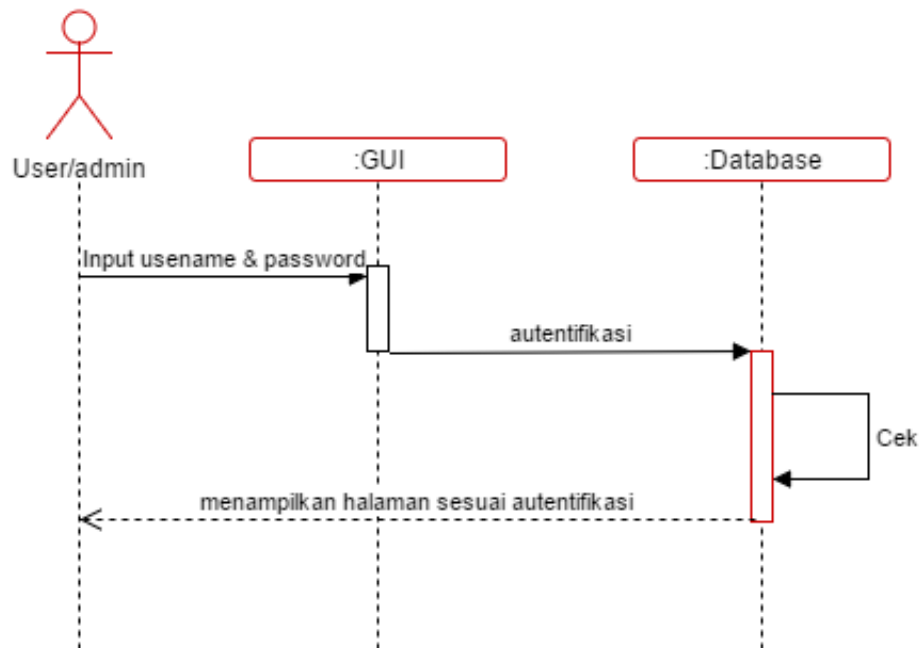 User/admin
:GUI
:Database
Input usename & password
autentifikasi
Cek
menampilkan halaman sesuai autentifikasi